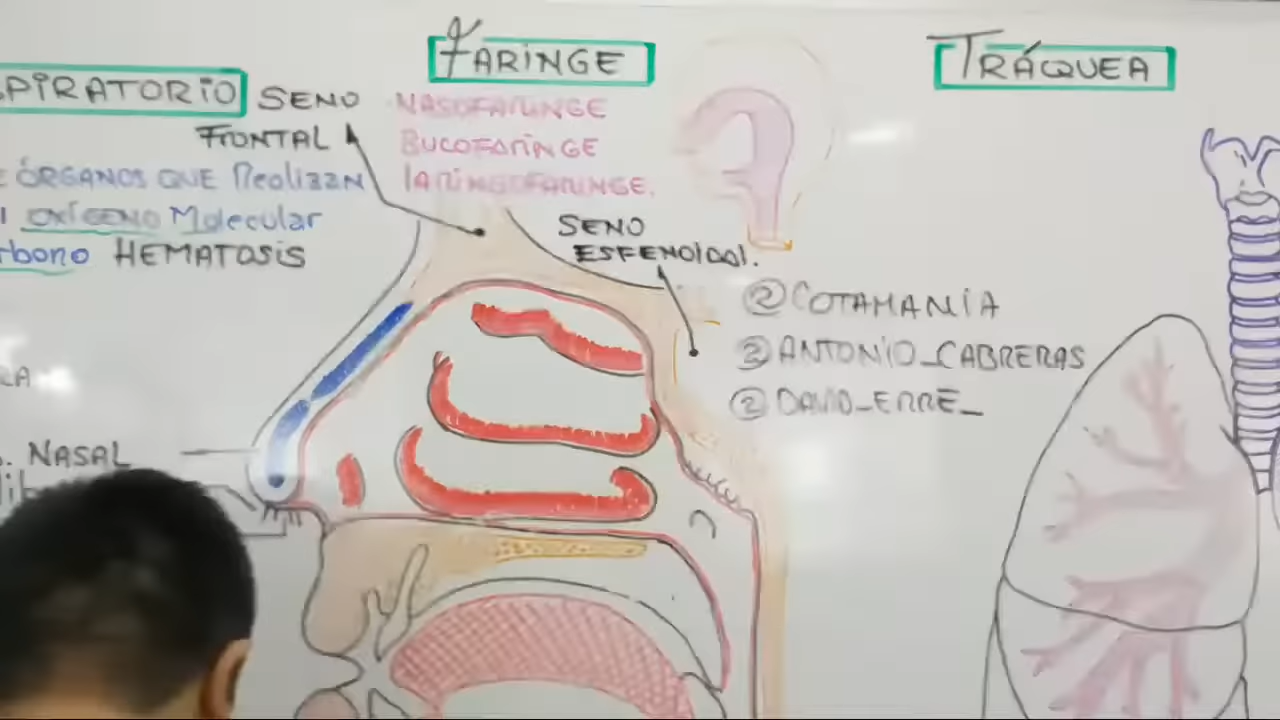 SPIRATORIO
SENO
FRONTAL
ÓRGANOS QUE Realizan
OXÍGENO Molecular
rbono HEMATOSIS
NASAL
FARINGE
NASOFARINGE
BUCOFARINGE
LARINGOFARINGE.
SENO
ESFENOIDAL.
② COTAMANIA
③ ANTONIO_CABRERAS
② DAVID_ERRE_
TRÁQUEA